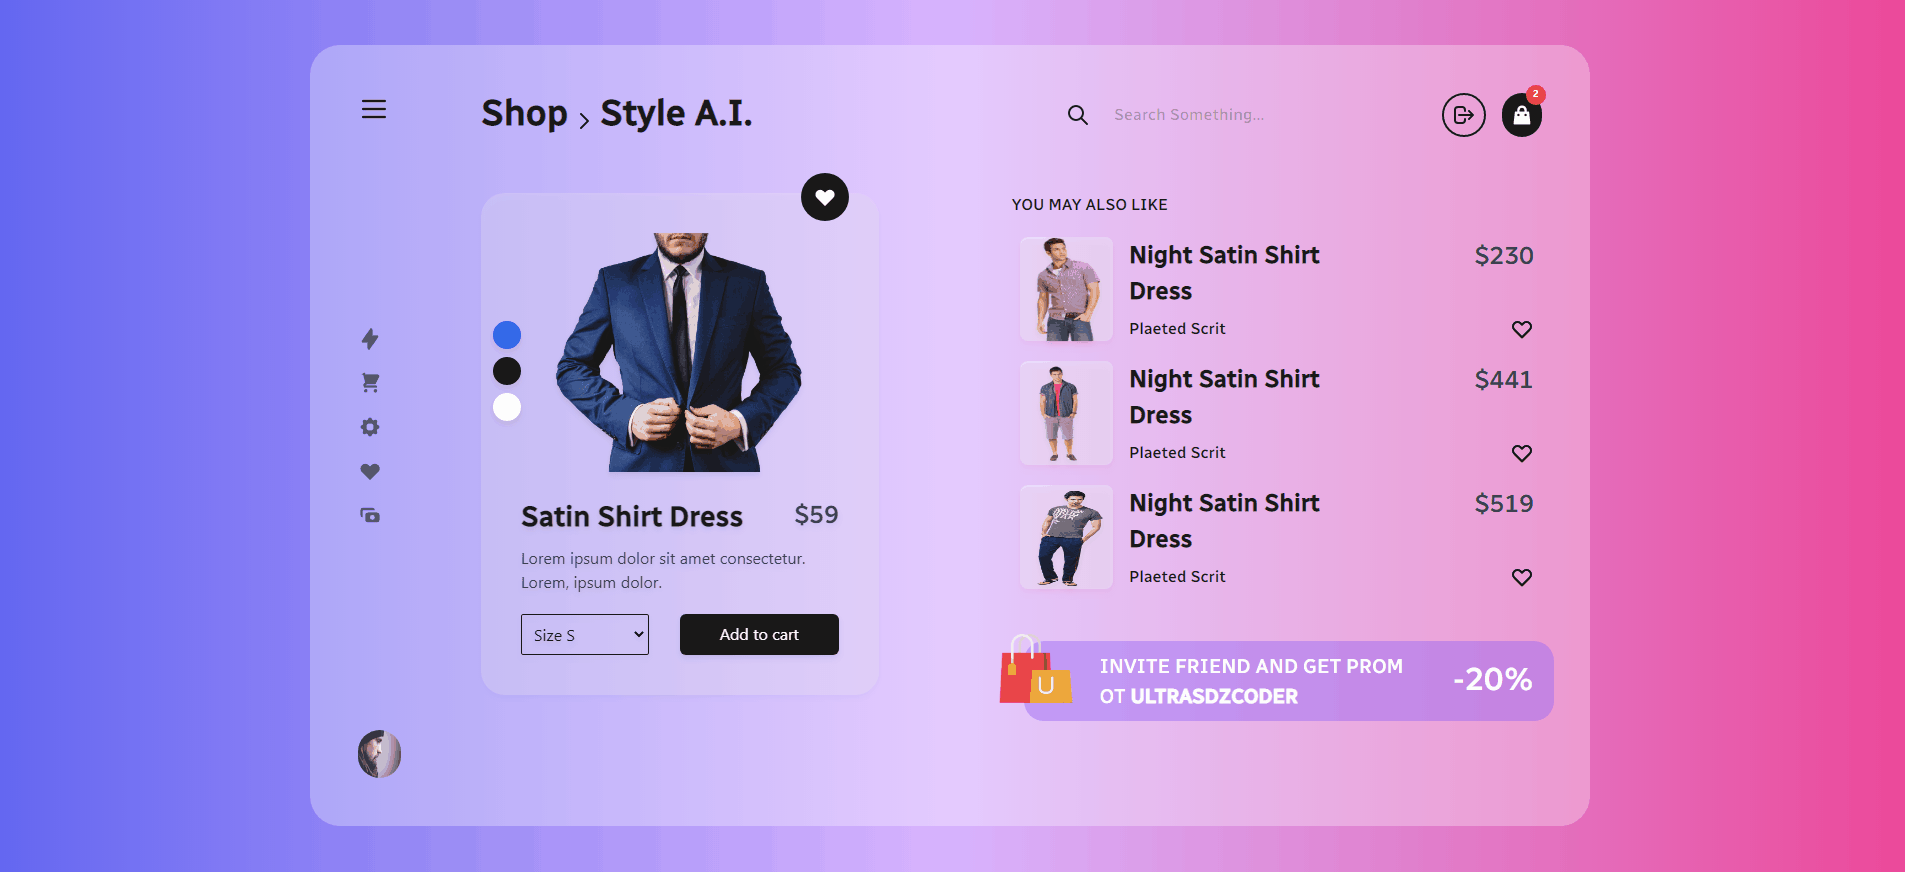 Shop > Style A.I.
Search Something...
2
Satin Shirt Dress
$59
Lorem ipsum dolor sit amet consectetur.
Lorem, ipsum dolor.
Size S
Add to cart
YOU MAY ALSO LIKE
Night Satin Shirt
Dress
$230
Plaeted Scrit
Night Satin Shirt
Dress
$441
Plaeted Scrit
Night Satin Shirt
Dress
$519
Plaeted Scrit
U
INVITE FRIEND AND GET PROM
OT ULTRASDZCODER
-20%